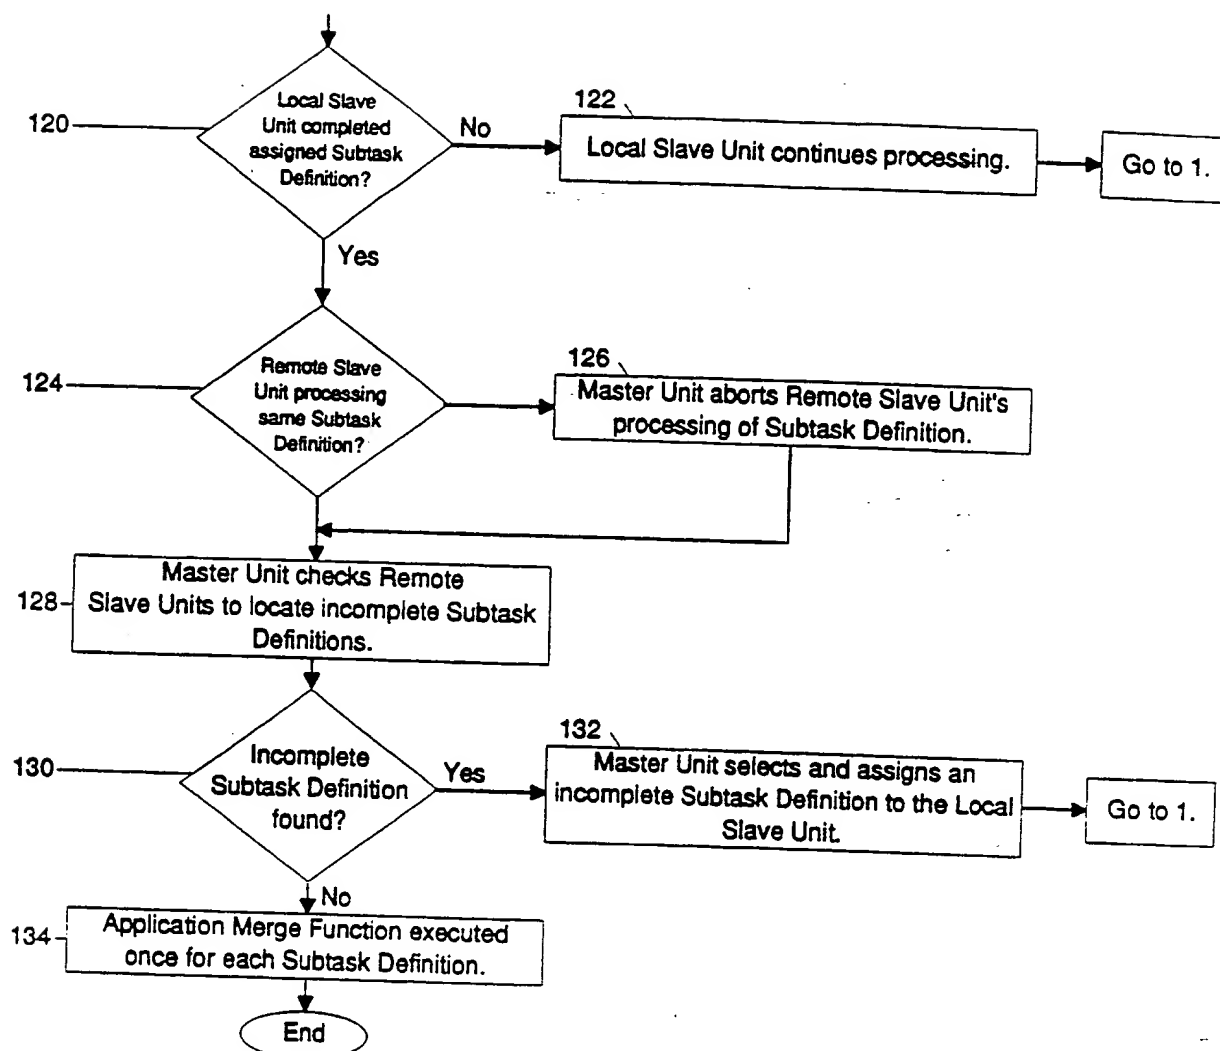 120
Local Slave
Unit completed
assigned Subtask
Definition?
No
122
Local Slave Unit continues processing.
Go to 1.
Yes
124
Remote Slave
Unit processing
same Subtask
Definition?
126
Master Unit aborts Remote Slave Unit's
processing of Subtask Definition.
128
Master Unit checks Remote
Slave Units to locate incomplete Subtask
Definitions.
130
Incomplete
Subtask Definition
found?
Yes
132
Master Unit selects and assigns an
incomplete Subtask Definition to the Local
Slave Unit.
Go to 1.
No
134
Application Merge Function executed
once for each Subtask Definition.
End